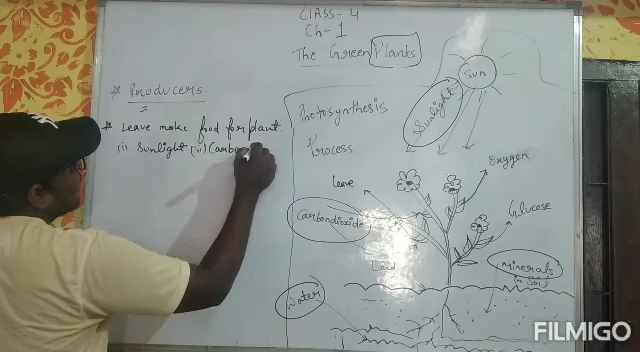 CLASS - 4
Ch - 1
The Green Plants
* Producers.
* Leave make food for plant.
(i) Sunlight (ii) Carbo
Photosynthesis
Process
Sun
Sunlight
Oxygen
Leave
Glucose
Carbondioxide
Land
Minerals
in soil
Water
FILMIGO